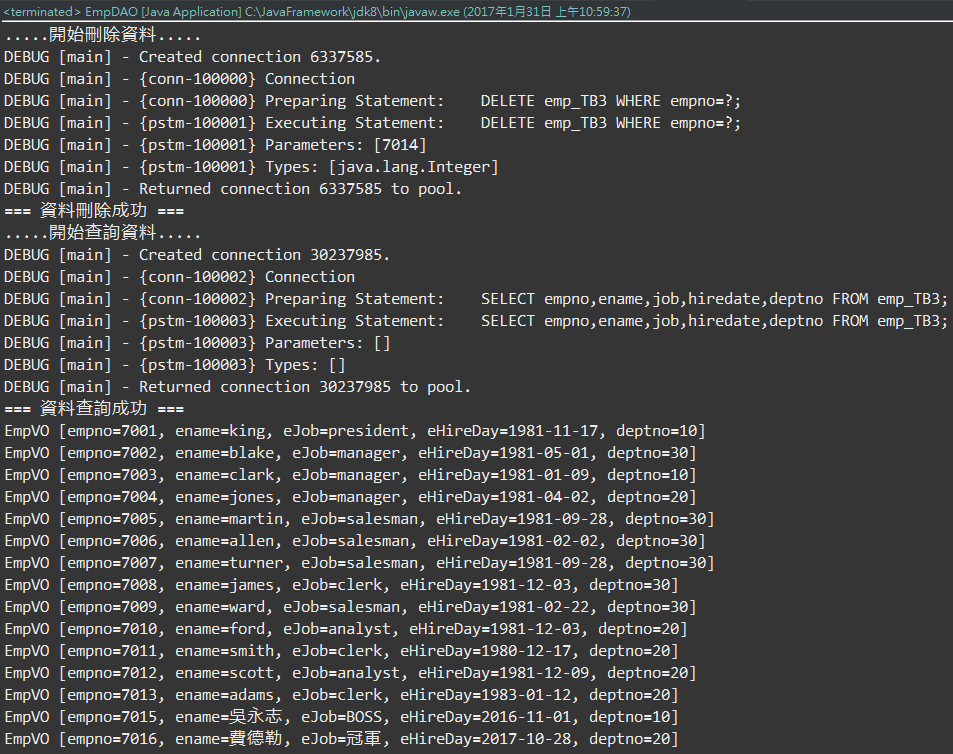 <terminated> EmpDAO [Java Application] C:\JavaFramework\jdk8\bin\javaw.exe (2017年1月31日 上午10:59:37)
.....開始刪除資料.....
DEBUG [main] - Created connection 6337585.
DEBUG [main] - {conn-100000} Connection
DEBUG [main] - {conn-100000} Preparing Statement:    DELETE emp_TB3 WHERE empno=?;
DEBUG [main] - {pstm-100001} Executing Statement:    DELETE emp_TB3 WHERE empno=?;
DEBUG [main] - {pstm-100001} Parameters: [7014]
DEBUG [main] - {pstm-100001} Types: [java.lang.Integer]
DEBUG [main] - Returned connection 6337585 to pool.
=== 資料刪除成功 ===
.....開始查詢資料.....
DEBUG [main] - Created connection 30237985.
DEBUG [main] - {conn-100002} Connection
DEBUG [main] - {conn-100002} Preparing Statement:    SELECT empno,ename,job,hiredate,deptno FROM emp_TB3;
DEBUG [main] - {pstm-100003} Executing Statement:    SELECT empno,ename,job,hiredate,deptno FROM emp_TB3;
DEBUG [main] - {pstm-100003} Parameters: []
DEBUG [main] - {pstm-100003} Types: []
DEBUG [main] - Returned connection 30237985 to pool.
=== 資料查詢成功 ===
EmpVO [empno=7001, ename=king, eJob=president, eHireDay=1981-11-17, deptno=10]
EmpVO [empno=7002, ename=blake, eJob=manager, eHireDay=1981-05-01, deptno=30]
EmpVO [empno=7003, ename=clark, eJob=manager, eHireDay=1981-01-09, deptno=10]
EmpVO [empno=7004, ename=jones, eJob=manager, eHireDay=1981-04-02, deptno=20]
EmpVO [empno=7005, ename=martin, eJob=salesman, eHireDay=1981-09-28, deptno=30]
EmpVO [empno=7006, ename=allen, eJob=salesman, eHireDay=1981-02-02, deptno=30]
EmpVO [empno=7007, ename=turner, eJob=salesman, eHireDay=1981-09-28, deptno=30]
EmpVO [empno=7008, ename=james, eJob=clerk, eHireDay=1981-12-03, deptno=30]
EmpVO [empno=7009, ename=ward, eJob=salesman, eHireDay=1981-02-22, deptno=30]
EmpVO [empno=7010, ename=ford, eJob=analyst, eHireDay=1981-12-03, deptno=20]
EmpVO [empno=7011, ename=smith, eJob=clerk, eHireDay=1980-12-17, deptno=20]
EmpVO [empno=7012, ename=scott, eJob=analyst, eHireDay=1981-12-09, deptno=20]
EmpVO [empno=7013, ename=adams, eJob=clerk, eHireDay=1983-01-12, deptno=20]
EmpVO [empno=7015, ename=吳永志, eJob=BOSS, eHireDay=2016-11-01, deptno=10]
EmpVO [empno=7016, ename=費德勒, eJob=冠軍, eHireDay=2017-10-28, deptno=20]